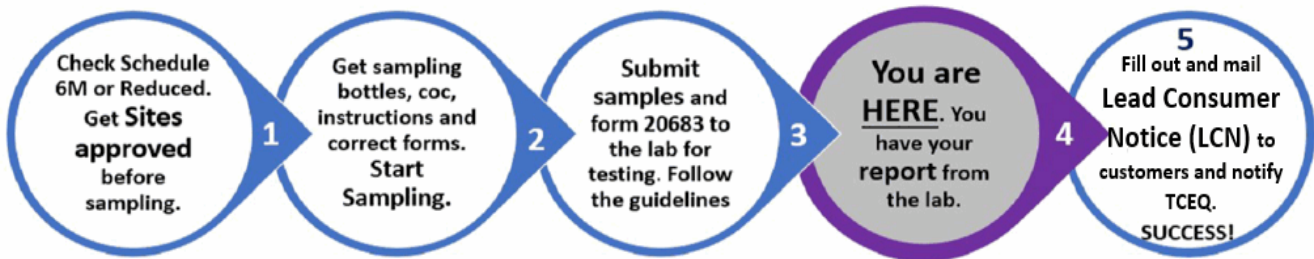 Check Schedule
6M or Reduced.
Get Sites
approved
before
sampling.
1
Get sampling
bottles, coc,
instructions and
correct forms.
Start
Sampling.
2
Submit
samples and
form 20683 to
the lab for
testing. Follow
the guidelines
3
You are
HERE. You
have your
report from
the lab.
4
5
Fill out and mail
Lead Consumer
Notice (LCN) to
customers and notify
TCEQ.
SUCCESS!